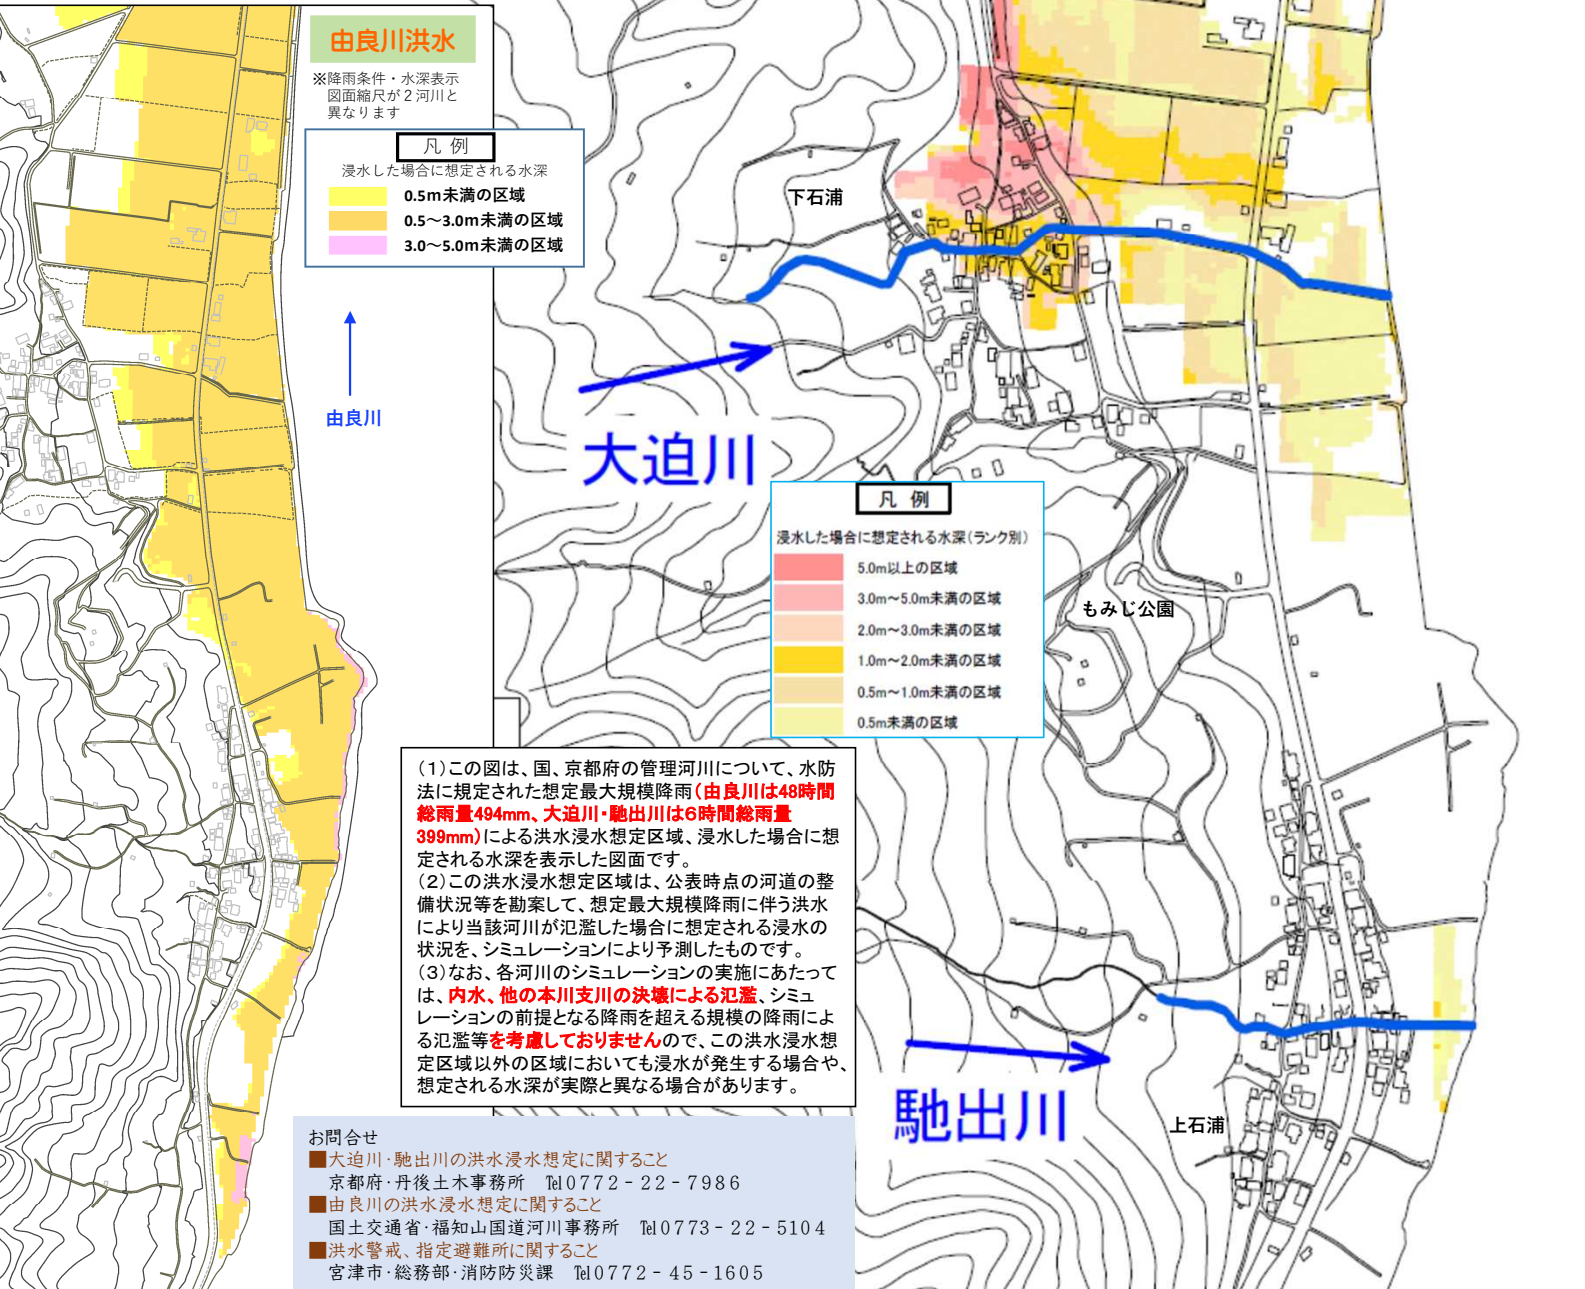 由良川洪水
※降雨条件・水深表示
図面縮尺が２河川と
異なります
凡 例
浸水した場合に想定される水深
0.5m未満の区域
0.5～3.0m未満の区域
3.0～5.0m未満の区域
由良川
下石浦
大迫川
凡 例
浸水した場合に想定される水深(ランク別)
5.0m以上の区域
3.0m～5.0m未満の区域
2.0m～3.0m未満の区域
1.0m～2.0m未満の区域
0.5m～1.0m未満の区域
0.5m未満の区域
もみじ公園
（1）この図は、国、京都府の管理河川について、水防
法に規定された想定最大規模降雨（由良川は48時間
総雨量494mm、大迫川・馳出川は6時間総雨量
399mm）による洪水浸水想定区域、浸水した場合に想
定される水深を表示した図面です。
（2）この洪水浸水想定区域は、公表時点の河道の整
備状況等を勘案して、想定最大規模降雨に伴う洪水
により当該河川が氾濫した場合に想定される浸水の
状況を、シミュレーションにより予測したものです。
（3）なお、各河川のシミュレーションの実施にあたって
は、内水、他の本川支川の決壊による氾濫、シミュ
レーションの前提となる降雨を超える規模の降雨によ
る氾濫等を考慮しておりませんので、この洪水浸水想
定区域以外の区域においても浸水が発生する場合や、
想定される水深が実際と異なる場合があります。
馳出川
上石浦
お問合せ
■大迫川・馳出川の洪水浸水想定に関すること
京都府・丹後土木事務所　℡0772‐22‐7986
■由良川の洪水浸水想定に関すること
国土交通省・福知山国道河川事務所　℡0773‐22‐5104
■洪水警戒、指定避難所に関すること
宮津市・総務部・消防防災課　℡0772‐45‐1605